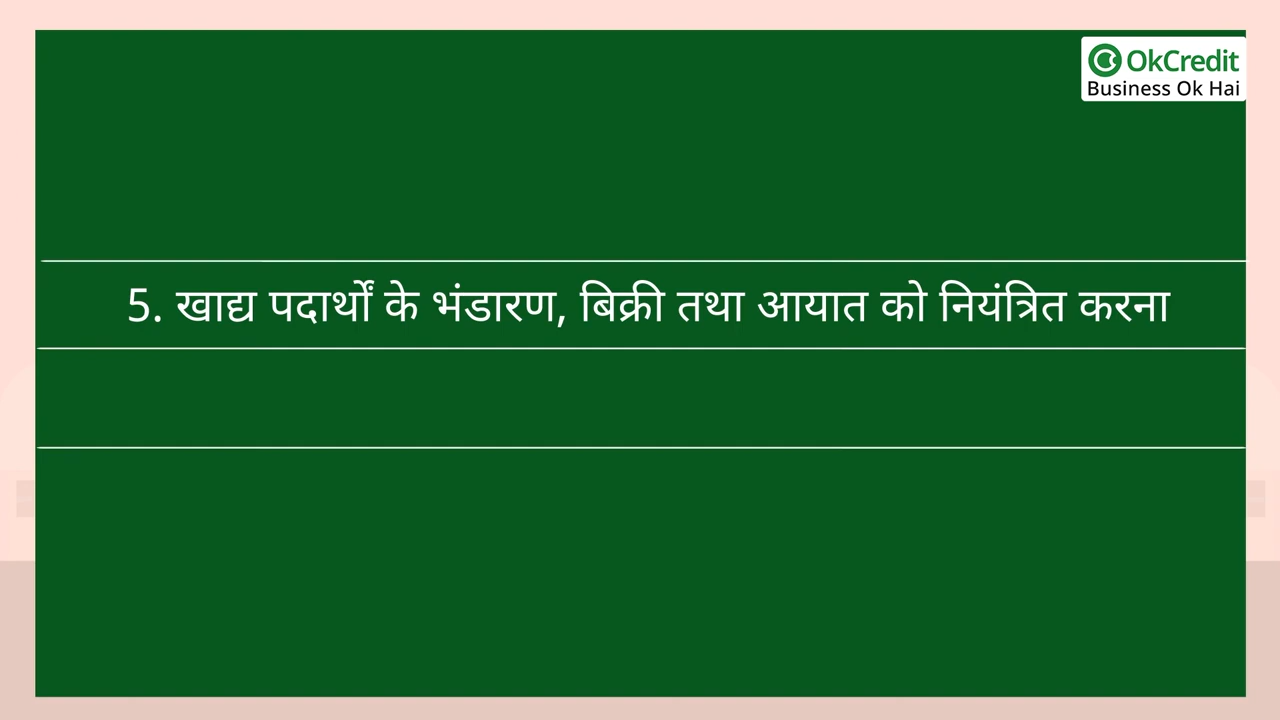 OkCredit
Business Ok Hai
5. खाद्य पदार्थों के भंडारण, बिक्री तथा आयात को नियंत्रित करना